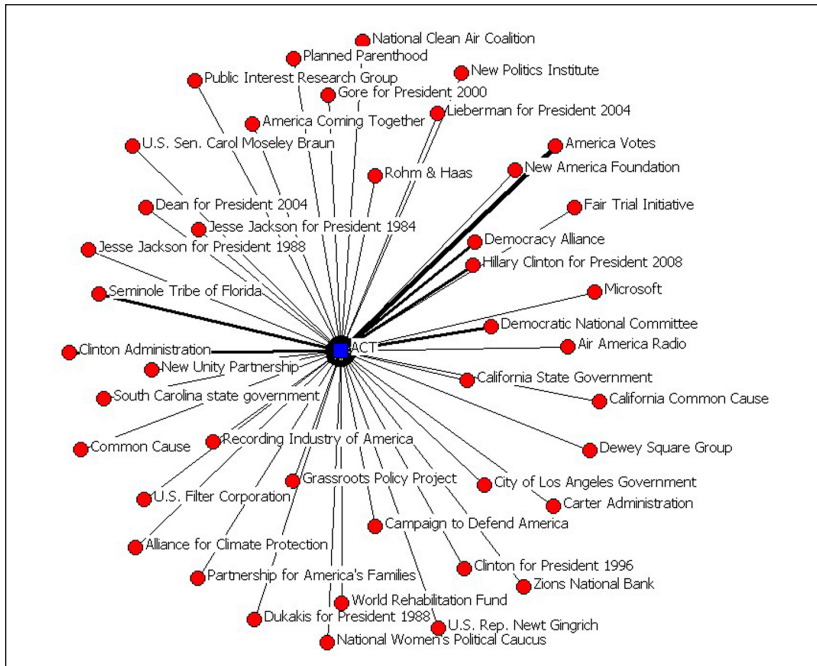 National Clean Air Coalition
Planned Parenthood
New Politics Institute
Public Interest Research Group
Gore for President 2000
Lieberman for President 2004
America Coming Together
U.S. Sen. Carol Moseley Braun
America Votes
New America Foundation
Rohm & Haas
Dean for President 2004
Fair Trial Initiative
Jesse Jackson for President 1984
Democracy Alliance
Jesse Jackson for President 1988
Hillary Clinton for President 2008
Seminole Tribe of Florida
Microsoft
Democratic National Committee
Air America Radio
ACT
Clinton Administration
New Unity Partnership
California State Government
South Carolina state government
California Common Cause
Recording Industry of America
Common Cause
Dewey Square Group
Grassroots Policy Project
City of Los Angeles Government
U.S. Filter Corporation
Carter Administration
Campaign to Defend America
Alliance for Climate Protection
Clinton for President 1996
Partnership for America's Families
Zions National Bank
World Rehabilitation Fund
Dukakis for President 1988
U.S. Rep. Newt Gingrich
National Women's Political Caucus